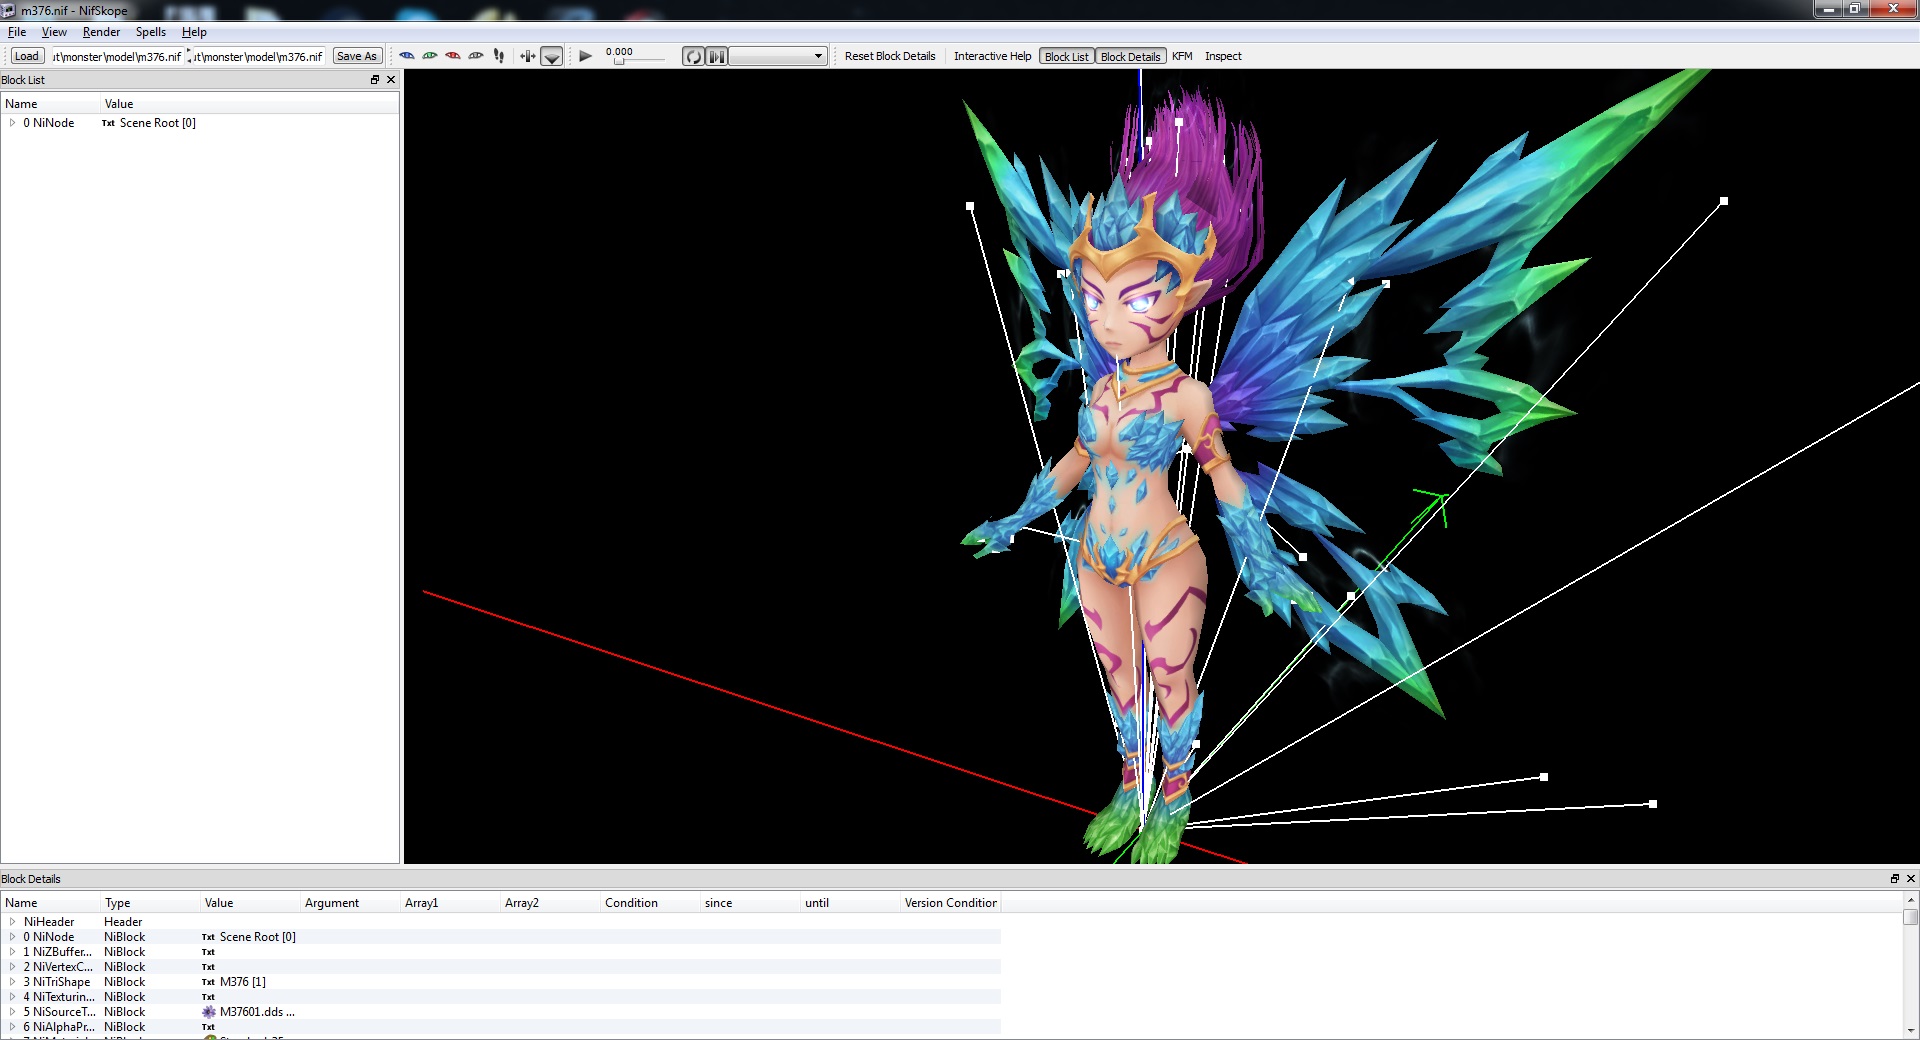 m376.nif - NifSkope
File View Render Spells Help
Load ut\monster\model\m376.nif ut\monster\model\m376.nif Save As 0.000 Reset Block Details Interactive Help Block List Block Details KFM Inspect
Block List
Name Value
0 NiNode Txt Scene Root [0]
Block Details
Name Type Value Argument Array1 Array2 Condition since until Version Condition
NiHeader Header
0 NiNode NiBlock Txt Scene Root [0]
1 NiZBuffer... NiBlock Txt
2 NiVertexC... NiBlock Txt
3 NiTriShape NiBlock Txt M376 [1]
4 NiTexturin... NiBlock Txt
5 NiSourceT... NiBlock M37601.dds ...
6 NiAlphaPr... NiBlock Txt